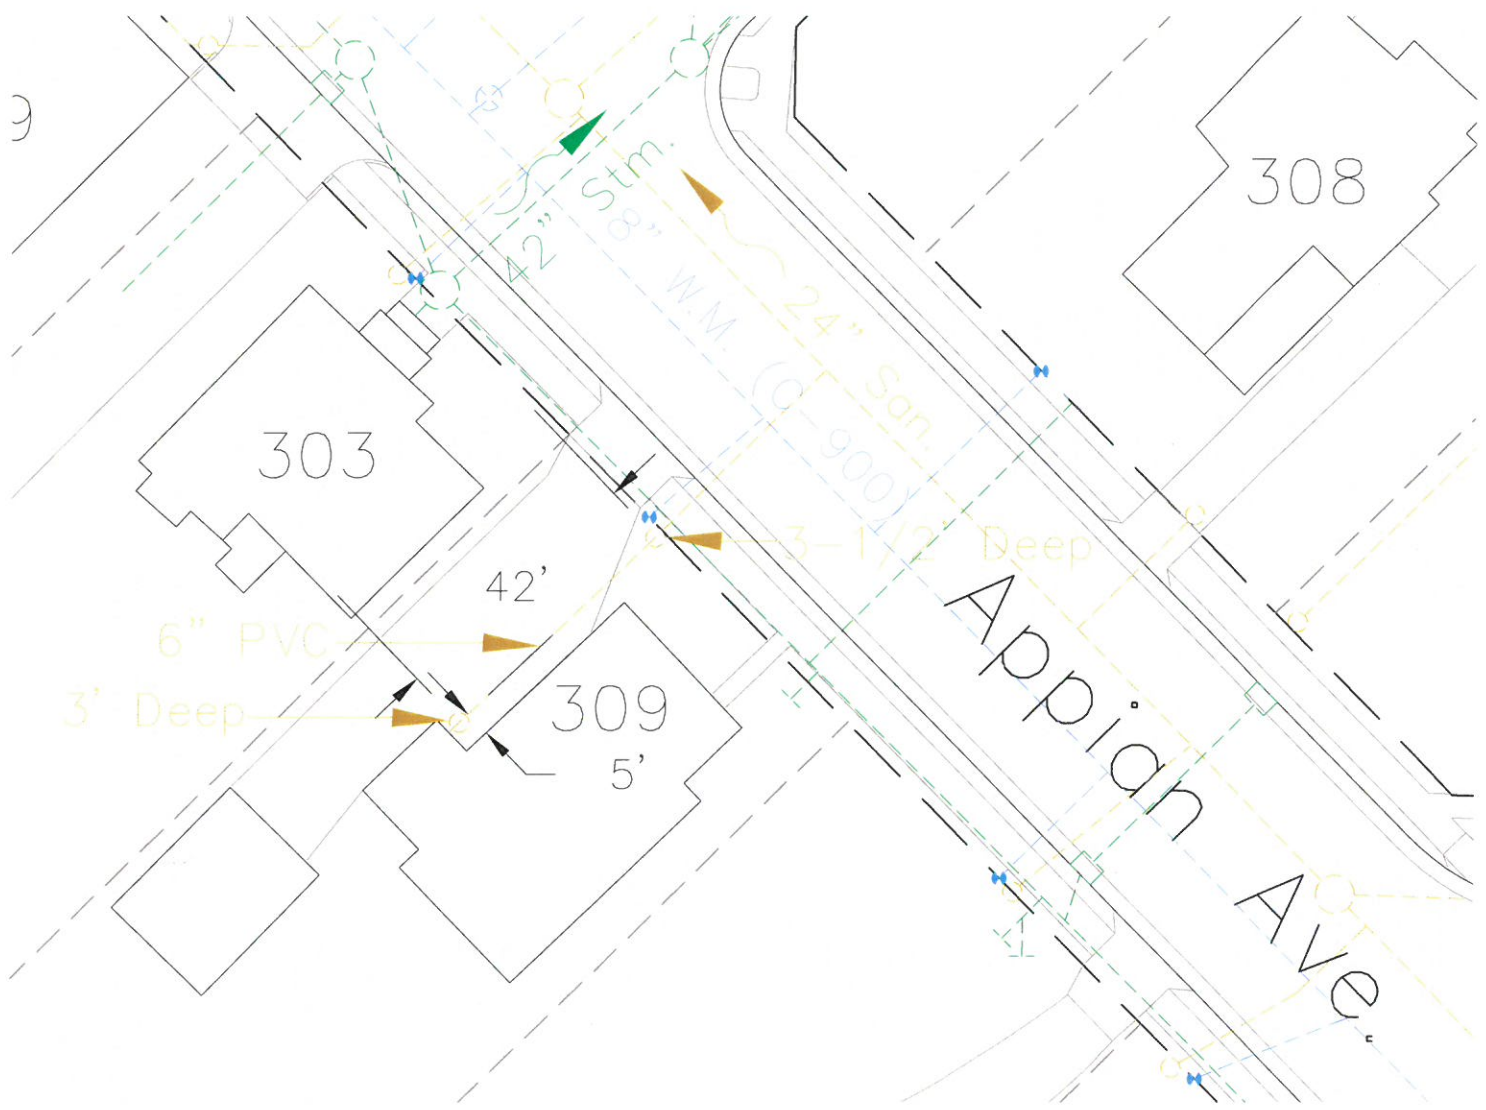 9
308
42" Stm.
8" W.M. (C-900)
24" San.
303
3-1/2' Deep
42'
6" PVC
309
3' Deep
5'
Appian Ave.